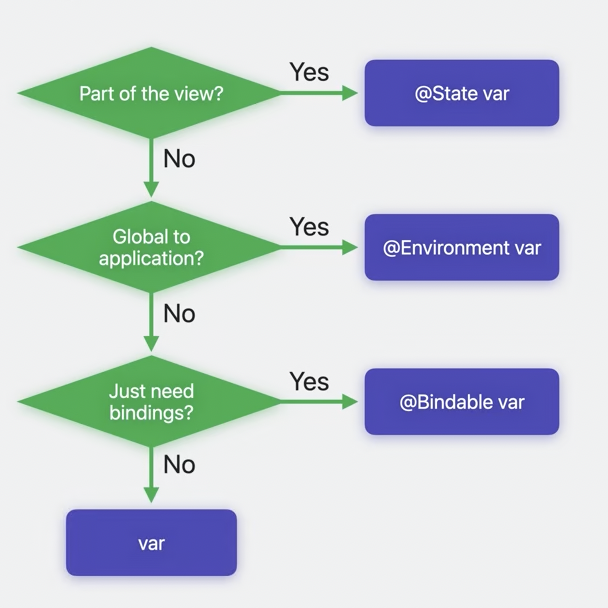 Part of the view?
Yes
@State var
No
Global to
application?
Yes
@Environment var
No
Just need
bindings?
Yes
@Bindable var
No
var